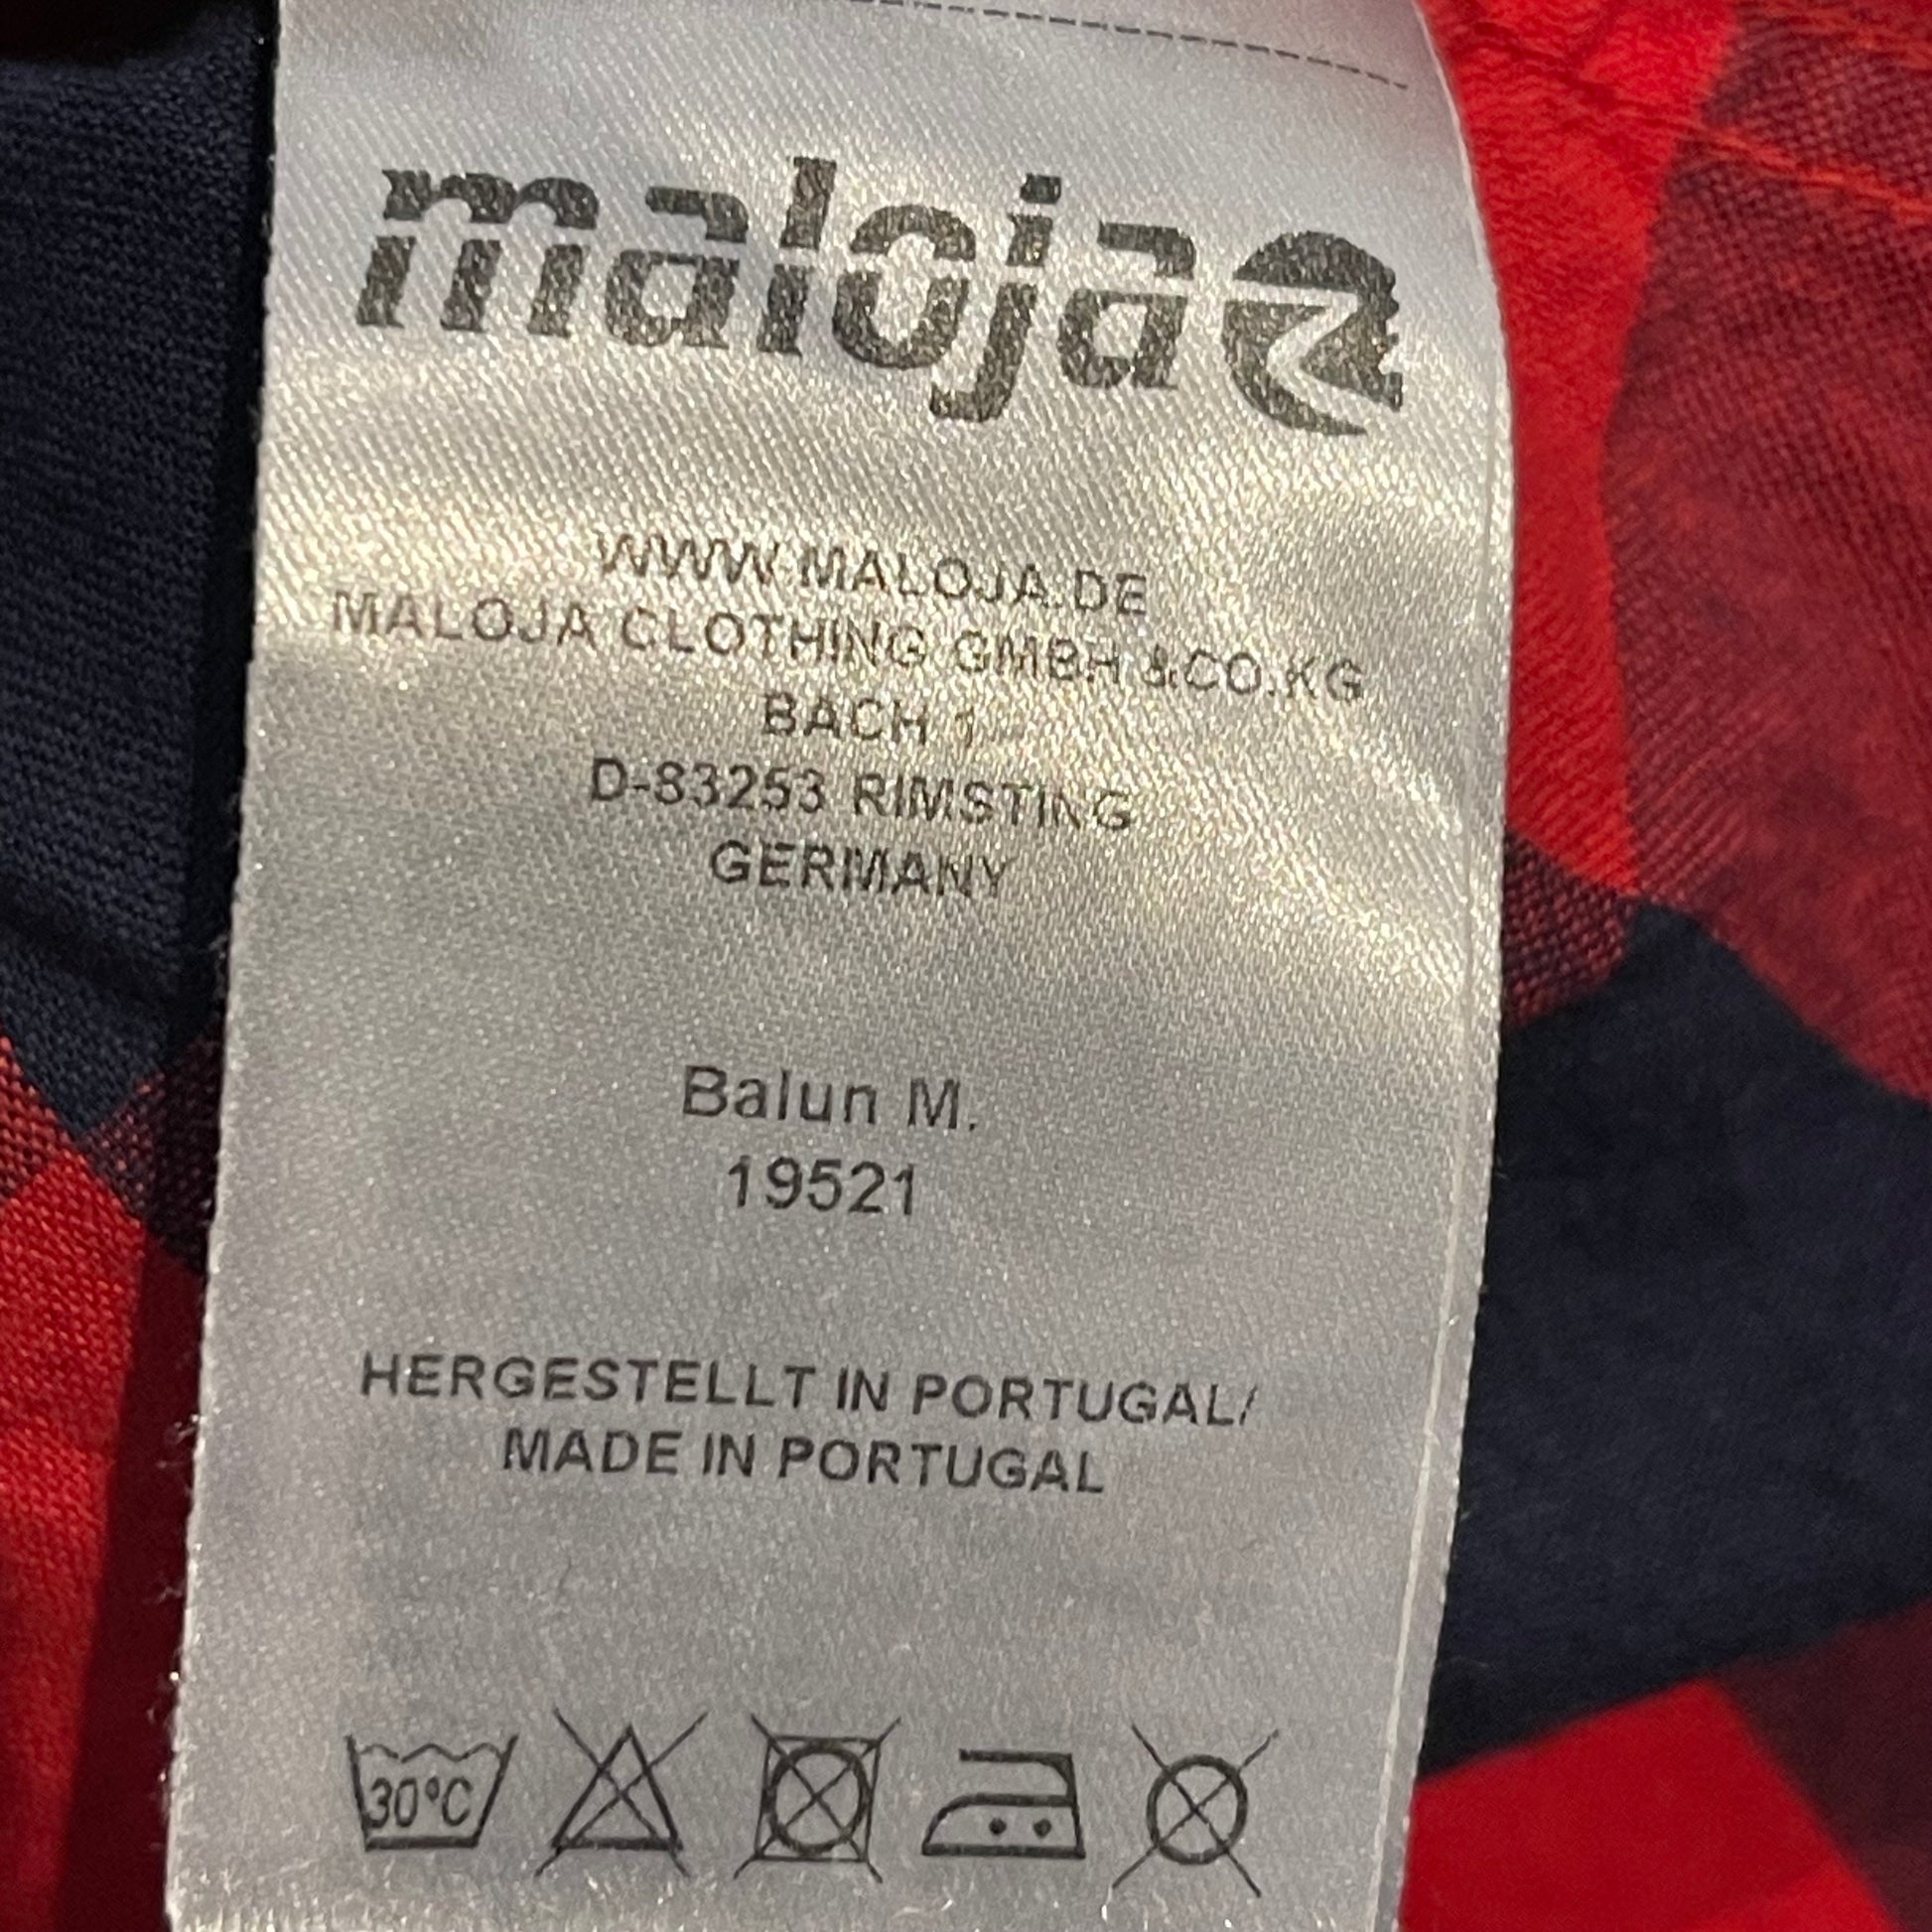 maloja
WWW.MALOJA.DE
MALOJA CLOTHING GMBH &CO.KG
BACH 1
D-83253 RIMSTING
GERMANY
Balun M.
19521
HERGESTELLT IN PORTUGAL/
MADE IN PORTUGAL
30°C